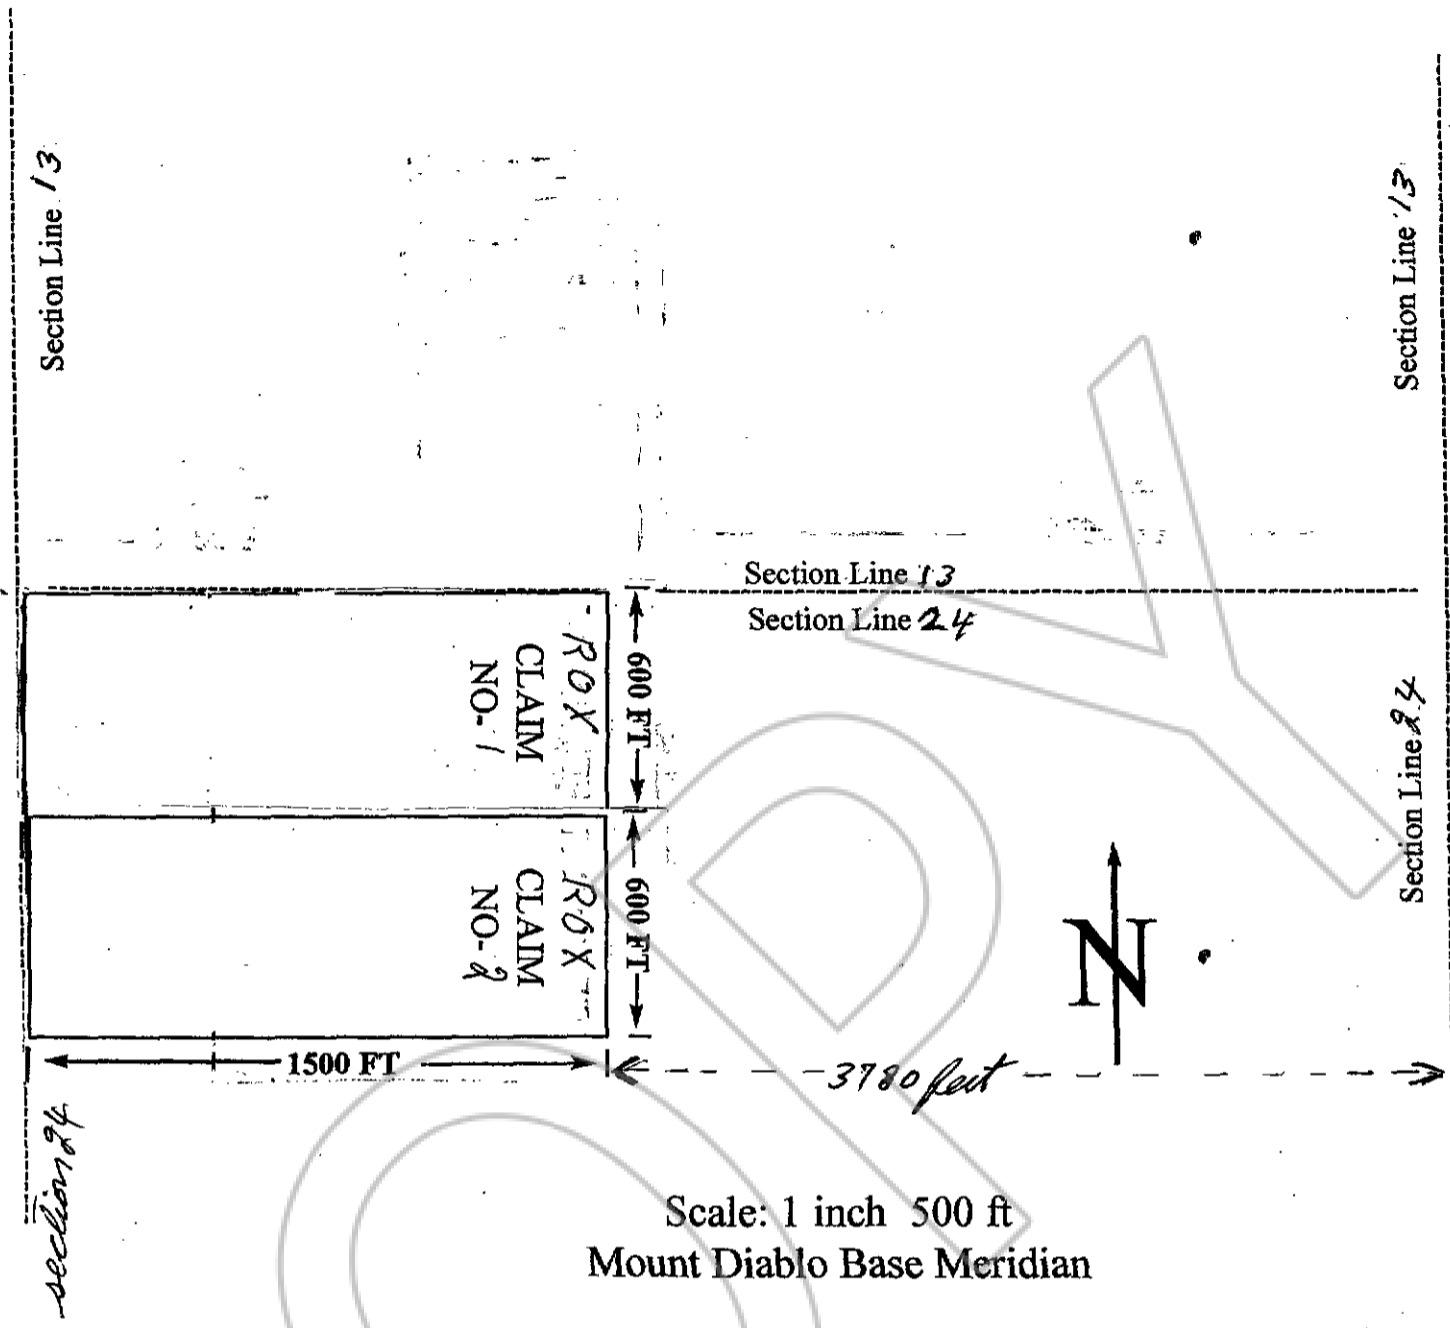 Section Line 13
Section Line 13
Section Line 13
Section Line 24
Section Line 24
- ROX
CLAIM
NO- 1
600 FT
ROX
CLAIM
NO- 2
600 FT
N
1500 FT
3780 feet
section 24
Scale: 1 inch 500 ft
Mount Diablo Base Meridian
COPY